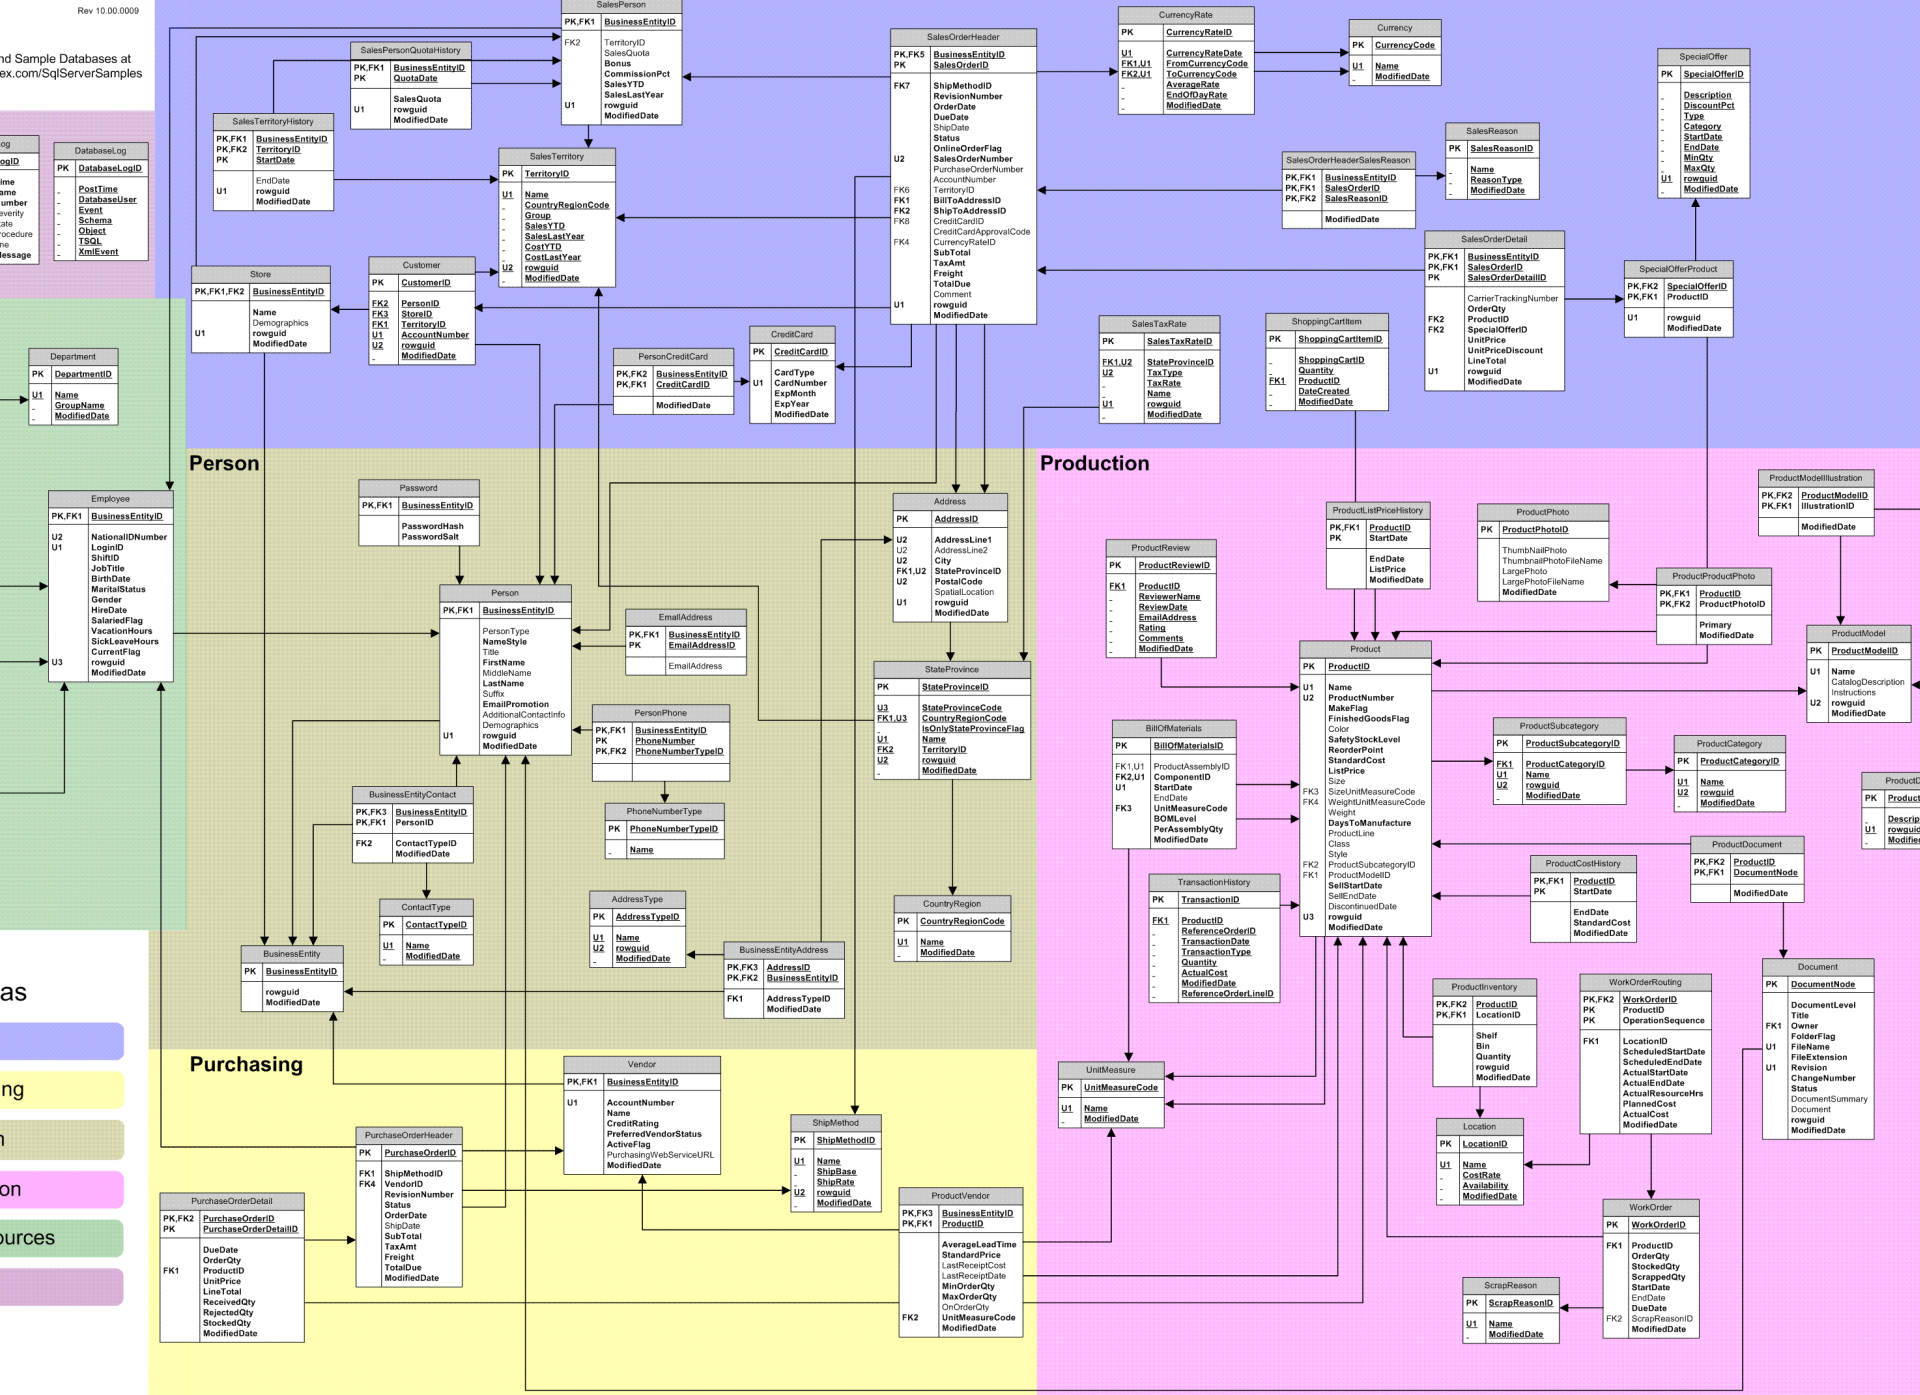 Rev 10.00.0009
nd Sample Databases at
ex.com/SqlServerSamples
SalesPerson
PK,FK1 BusinessEntityID
FK2 TerritoryID
SalesQuota
Bonus
CommissionPct
SalesYTD
SalesLastYear
U1 rowguid
ModifiedDate
SalesPersonQuotaHistory
PK,FK1 BusinessEntityID
PK QuotaDate
SalesQuota
U1 rowguid
ModifiedDate
SalesTerritoryHistory
PK,FK1 BusinessEntityID
PK,FK2 TerritoryID
PK StartDate
EndDate
U1 rowguid
ModifiedDate
SalesTerritory
PK TerritoryID
U1 Name
_ CountryRegionCode
_ Group
_ SalesYTD
_ SalesLastYear
_ CostYTD
_ CostLastYear
U2 rowguid
_ ModifiedDate
SalesOrderHeader
PK,FK5 BusinessEntityID
PK SalesOrderID
FK7 ShipMethodID
RevisionNumber
OrderDate
DueDate
ShipDate
Status
OnlineOrderFlag
U2 SalesOrderNumber
PurchaseOrderNumber
AccountNumber
FK6 TerritoryID
FK1 BillToAddressID
FK2 ShipToAddressID
FK8 CreditCardID
CreditCardApprovalCode
FK4 CurrencyRateID
SubTotal
TaxAmt
Freight
TotalDue
Comment
U1 rowguid
ModifiedDate
CurrencyRate
PK CurrencyRateID
U1 CurrencyRateDate
FK1,U1 FromCurrencyCode
FK2,U1 ToCurrencyCode
_ AverageRate
_ EndOfDayRate
_ ModifiedDate
Currency
PK CurrencyCode
U1 Name
_ ModifiedDate
SpecialOffer
PK SpecialOfferID
_ Description
_ DiscountPct
_ Type
_ Category
_ StartDate
_ EndDate
_ MinQty
_ MaxQty
U1 rowguid
_ ModifiedDate
SalesReason
PK SalesReasonID
_ Name
_ ReasonType
_ ModifiedDate
SalesOrderHeaderSalesReason
PK,FK1 BusinessEntityID
PK,FK1 SalesOrderID
PK,FK2 SalesReasonID
ModifiedDate
SalesOrderDetail
PK,FK1 BusinessEntityID
PK,FK1 SalesOrderID
PK SalesOrderDetailID
CarrierTrackingNumber
OrderQty
FK2 ProductID
FK2 SpecialOfferID
UnitPrice
UnitPriceDiscount
LineTotal
U1 rowguid
ModifiedDate
SpecialOfferProduct
PK,FK2 SpecialOfferID
PK,FK1 ProductID
U1 rowguid
ModifiedDate
og
ogID
ime
ame
umber
everity
tate
rocedure
ne
essage
DatabaseLog
PK DatabaseLogID
_ PostTime
_ DatabaseUser
_ Event
_ Schema
_ Object
_ TSQL
_ XmlEvent
Store
PK,FK1,FK2 BusinessEntityID
Name
Demographics
U1 rowguid
ModifiedDate
Customer
PK CustomerID
FK2 PersonID
FK3 StoreID
FK1 TerritoryID
U1 AccountNumber
U2 rowguid
_ ModifiedDate
PersonCreditCard
PK,FK2 BusinessEntityID
PK,FK1 CreditCardID
ModifiedDate
CreditCard
PK CreditCardID
CardType
U1 CardNumber
ExpMonth
ExpYear
ModifiedDate
SalesTaxRate
PK SalesTaxRateID
FK1,U2 StateProvinceID
U2 TaxType
_ TaxRate
_ Name
U1 rowguid
_ ModifiedDate
ShoppingCartItem
PK ShoppingCartItemID
_ ShoppingCartID
_ Quantity
FK1 ProductID
_ DateCreated
_ ModifiedDate
Department
PK DepartmentID
U1 Name
_ GroupName
_ ModifiedDate
Employee
PK,FK1 BusinessEntityID
U2 NationalIDNumber
U1 LoginID
ShiftID
JobTitle
BirthDate
MaritalStatus
Gender
HireDate
SalariedFlag
VacationHours
SickLeaveHours
CurrentFlag
U3 rowguid
ModifiedDate
Person
Password
PK,FK1 BusinessEntityID
PasswordHash
PasswordSalt
Person
PK,FK1 BusinessEntityID
PersonType
NameStyle
Title
FirstName
MiddleName
LastName
Suffix
EmailPromotion
AdditionalContactInfo
Demographics
U1 rowguid
ModifiedDate
EmailAddress
PK,FK1 BusinessEntityID
PK EmailAddressID
EmailAddress
PersonPhone
PK,FK1 BusinessEntityID
PK PhoneNumber
PK,FK2 PhoneNumberTypeID
PhoneNumberType
PK PhoneNumberTypeID
_ Name
Address
PK AddressID
U2 AddressLine1
U2 AddressLine2
U2 City
FK1,U2 StateProvinceID
U2 PostalCode
SpatialLocation
U1 rowguid
ModifiedDate
StateProvince
PK StateProvinceID
U3 StateProvinceCode
FK1,U3 CountryRegionCode
_ IsOnlyStateProvinceFlag
U1 Name
FK2 TerritoryID
U2 rowguid
_ ModifiedDate
BusinessEntityContact
PK,FK3 BusinessEntityID
PK,FK1 PersonID
FK2 ContactTypeID
ModifiedDate
ContactType
PK ContactTypeID
U1 Name
_ ModifiedDate
AddressType
PK AddressTypeID
U1 Name
U2 rowguid
_ ModifiedDate
CountryRegion
PK CountryRegionCode
U1 Name
_ ModifiedDate
BusinessEntity
PK BusinessEntityID
rowguid
ModifiedDate
BusinessEntityAddress
PK,FK3 AddressID
PK,FK2 BusinessEntityID
FK1 AddressTypeID
ModifiedDate
Production
ProductReview
PK ProductReviewID
FK1 ProductID
_ ReviewerName
_ ReviewDate
_ EmailAddress
_ Rating
_ Comments
_ ModifiedDate
ProductListPriceHistory
PK,FK1 ProductID
PK StartDate
EndDate
ListPrice
ModifiedDate
ProductPhoto
PK ProductPhotoID
ThumbNailPhoto
ThumbnailPhotoFileName
LargePhoto
LargePhotoFileName
ModifiedDate
ProductModelIllustration
PK,FK2 ProductModelID
PK,FK1 IllustrationID
ModifiedDate
ProductProductPhoto
PK,FK1 ProductID
PK,FK2 ProductPhotoID
Primary
ModifiedDate
ProductModel
PK ProductModelID
U1 Name
CatalogDescription
Instructions
U2 rowguid
ModifiedDate
Product
PK ProductID
U1 Name
U2 ProductNumber
MakeFlag
FinishedGoodsFlag
Color
SafetyStockLevel
ReorderPoint
StandardCost
ListPrice
Size
FK3 SizeUnitMeasureCode
FK4 WeightUnitMeasureCode
Weight
DaysToManufacture
ProductLine
Class
Style
FK2 ProductSubcategoryID
FK1 ProductModelID
SellStartDate
SellEndDate
DiscontinuedDate
U3 rowguid
ModifiedDate
BillOfMaterials
PK BillOfMaterialsID
FK1,U1 ProductAssemblyID
FK2,U1 ComponentID
U1 StartDate
EndDate
FK3 UnitMeasureCode
BOMLevel
PerAssemblyQty
ModifiedDate
ProductSubcategory
PK ProductSubcategoryID
FK1 ProductCategoryID
U1 Name
U2 rowguid
_ ModifiedDate
ProductCategory
PK ProductCategoryID
U1 Name
U2 rowguid
_ ModifiedDate
ProductD
PK Product
_ Descrip
U1 rowguid
_ Modified
TransactionHistory
PK TransactionID
FK1 ProductID
_ ReferenceOrderID
_ TransactionDate
_ TransactionType
_ Quantity
_ ActualCost
_ ModifiedDate
_ ReferenceOrderLineID
ProductCostHistory
PK,FK1 ProductID
PK StartDate
EndDate
StandardCost
ModifiedDate
ProductDocument
PK,FK2 ProductID
PK,FK1 DocumentNode
ModifiedDate
Document
PK DocumentNode
DocumentLevel
Title
FK1 Owner
FolderFlag
U1 FileName
FileExtension
U1 Revision
ChangeNumber
Status
DocumentSummary
Document
rowguid
ModifiedDate
ProductInventory
PK,FK2 ProductID
PK,FK1 LocationID
Shelf
Bin
Quantity
rowguid
ModifiedDate
WorkOrderRouting
PK,FK2 WorkOrderID
PK ProductID
PK OperationSequence
FK1 LocationID
ScheduledStartDate
ScheduledEndDate
ActualStartDate
ActualEndDate
ActualResourceHrs
PlannedCost
ActualCost
ModifiedDate
UnitMeasure
PK UnitMeasureCode
U1 Name
_ ModifiedDate
Location
PK LocationID
U1 Name
_ CostRate
_ Availability
_ ModifiedDate
WorkOrder
PK WorkOrderID
FK1 ProductID
OrderQty
StockedQty
ScrappedQty
StartDate
EndDate
DueDate
FK2 ScrapReasonID
ModifiedDate
ScrapReason
PK ScrapReasonID
U1 Name
_ ModifiedDate
Purchasing
Vendor
PK,FK1 BusinessEntityID
U1 AccountNumber
Name
CreditRating
PreferredVendorStatus
ActiveFlag
PurchasingWebServiceURL
ModifiedDate
PurchaseOrderHeader
PK PurchaseOrderID
FK1 ShipMethodID
FK4 VendorID
RevisionNumber
Status
OrderDate
ShipDate
SubTotal
TaxAmt
Freight
TotalDue
ModifiedDate
ShipMethod
PK ShipMethodID
U1 Name
_ ShipBase
_ ShipRate
U2 rowguid
_ ModifiedDate
PurchaseOrderDetail
PK,FK2 PurchaseOrderID
PK PurchaseOrderDetailID
DueDate
OrderQty
FK1 ProductID
UnitPrice
LineTotal
ReceivedQty
RejectedQty
StockedQty
ModifiedDate
ProductVendor
PK,FK3 BusinessEntityID
PK,FK1 ProductID
AverageLeadTime
StandardPrice
LastReceiptCost
LastReceiptDate
MinOrderQty
MaxOrderQty
OnOrderQty
FK2 UnitMeasureCode
ModifiedDate
as
ng
n
on
ources